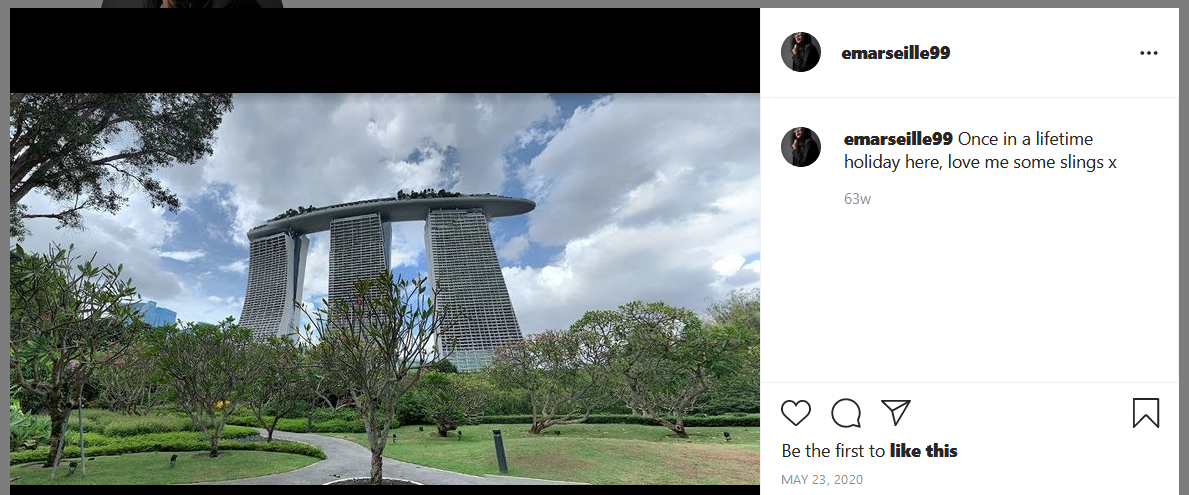 emarseille99
emarseille99 Once in a lifetime
holiday here, love me some slings x
63w
Be the first to like this
MAY 23, 2020